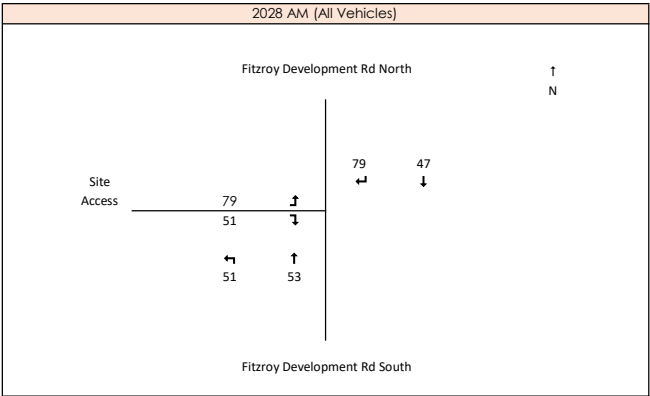 2028 AM (All Vehicles)
Fitzroy Development Rd North
↑
N
79 47
↵ ↓
Site
Access
79 ⮥
51 ⮧
↰ ↑
51 53
Fitzroy Development Rd South